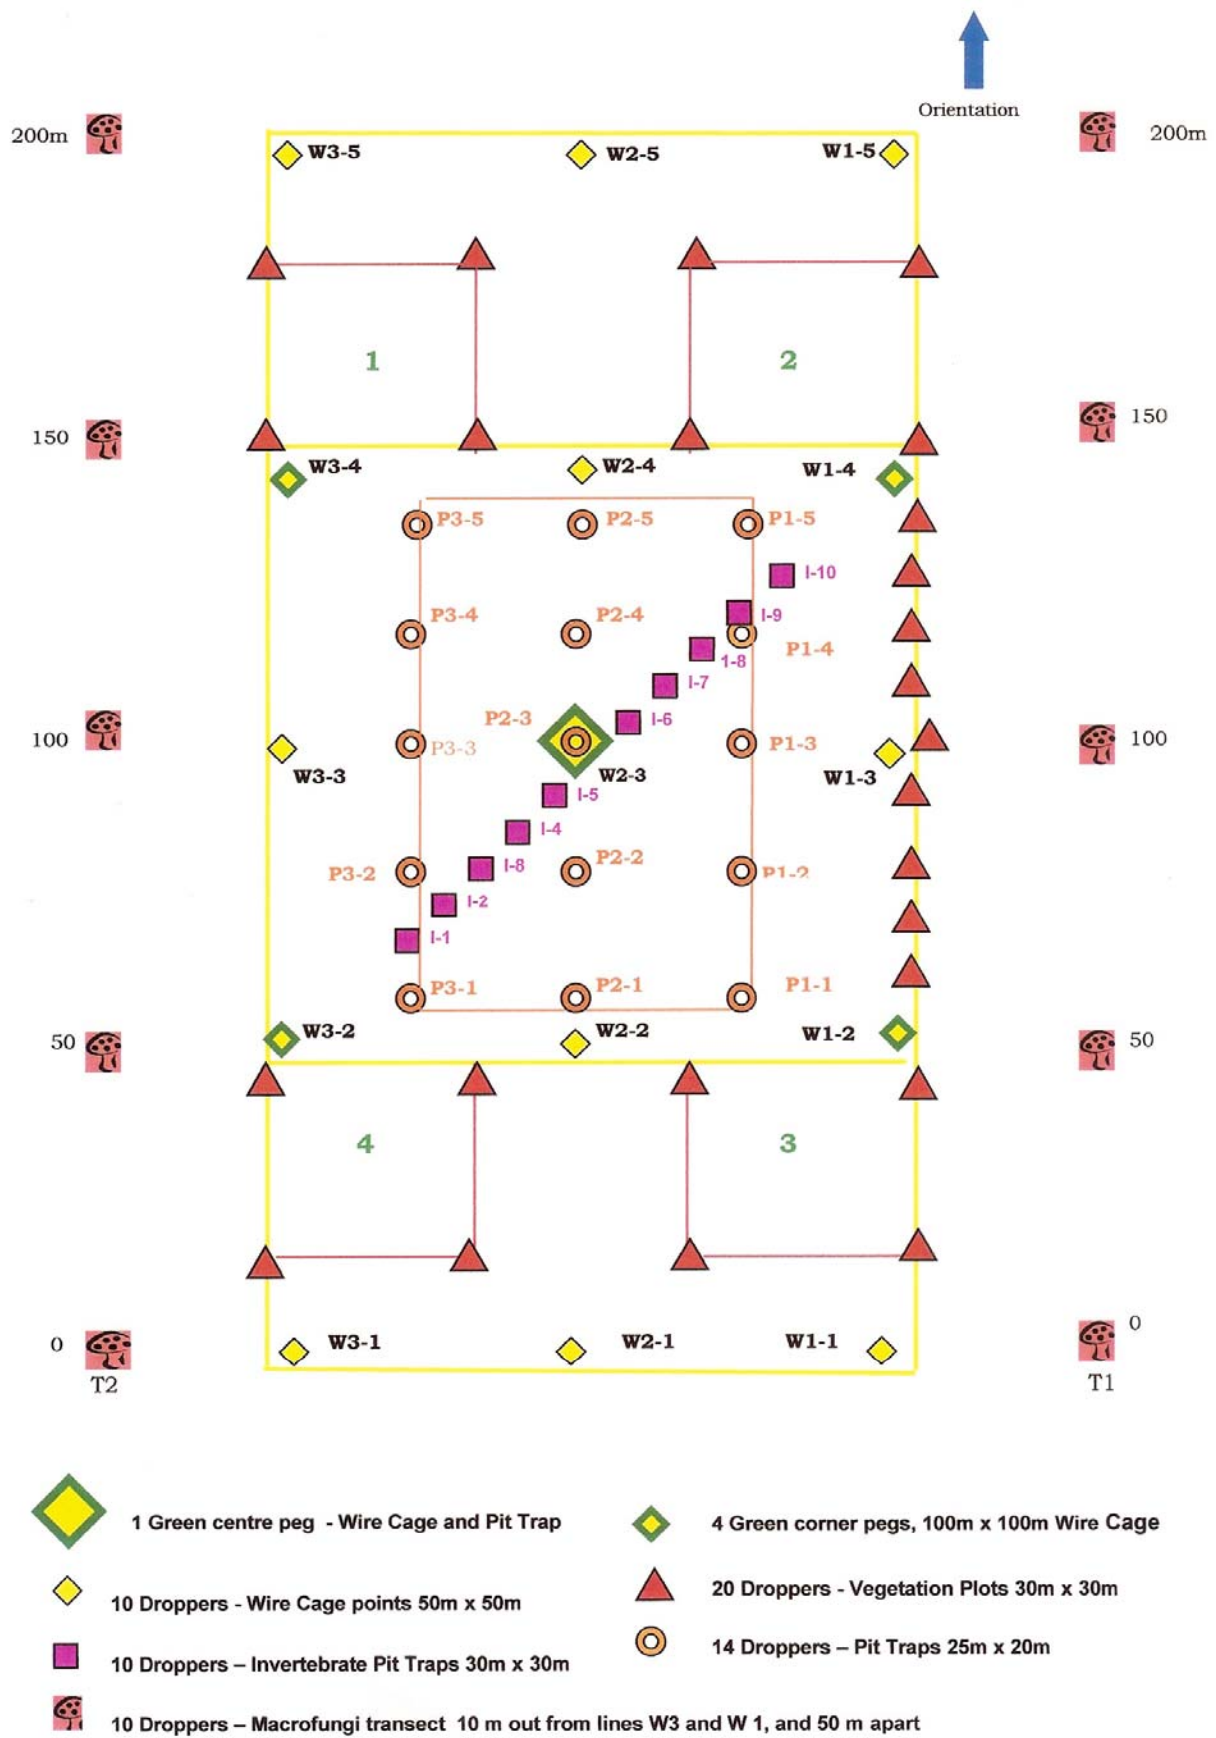 Orientation
200m
200m
W3-5
W2-5
W1-5
1
2
150
150
W3-4
W2-4
W1-4
P3-5
P2-5
P1-5
I-10
I-9
P3-4
P2-4
P1-4
1-8
I-7
P2-3
I-6
100
P3-3
P1-3
100
W3-3
W2-3
W1-3
I-5
I-4
P2-2
I-8
P3-2
P1-2
I-2
I-1
P3-1
P2-1
P1-1
50
W3-2
W2-2
W1-2
50
4
3
0
W3-1
W2-1
W1-1
0
T2
T1
1 Green centre peg - Wire Cage and Pit Trap
4 Green corner pegs, 100m x 100m Wire Cage
10 Droppers - Wire Cage points 50m x 50m
20 Droppers - Vegetation Plots 30m x 30m
10 Droppers – Invertebrate Pit Traps 30m x 30m
14 Droppers – Pit Traps 25m x 20m
10 Droppers – Macrofungi transect 10 m out from lines W3 and W 1, and 50 m apart